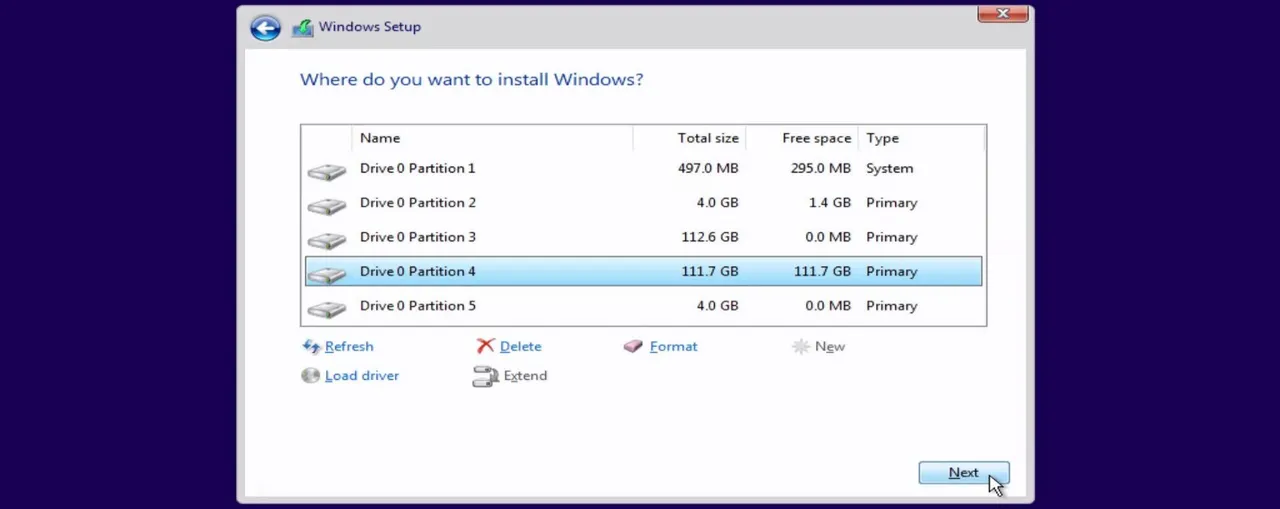 Windows Setup
Where do you want to install Windows?
Name Total size Free space Type
Drive 0 Partition 1 497.0 MB 295.0 MB System
Drive 0 Partition 2 4.0 GB 1.4 GB Primary
Drive 0 Partition 3 112.6 GB 0.0 MB Primary
Drive 0 Partition 4 111.7 GB 111.7 GB Primary
Drive 0 Partition 5 4.0 GB 0.0 MB Primary
Refresh Delete Format New
Load driver Extend
Next